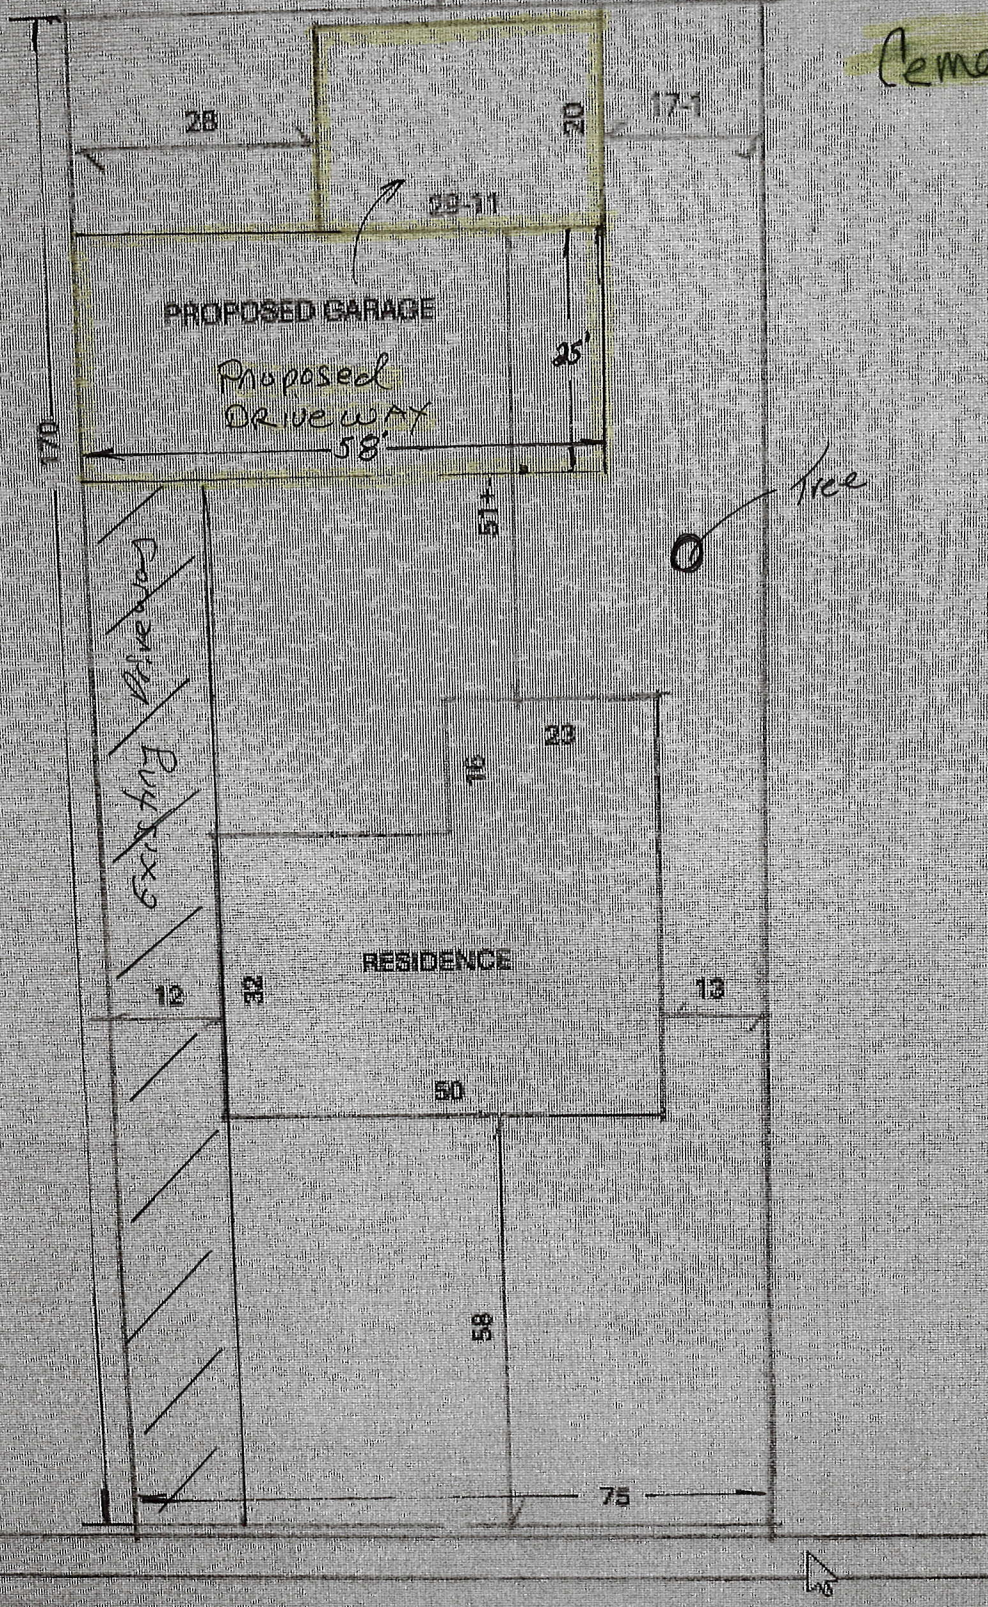 Ceme
28
20
17-1
29-11
PROPOSED GARAGE
25'
Proposed
DRIVEWAY
58'
170
51+-
Tree
23
16
Existing Driveway
RESIDENCE
12
32
13
50
58
75